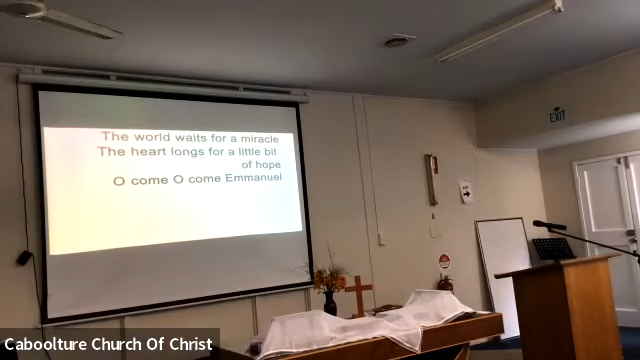 The world waits for a miracle
The heart longs for a little bit
of hope
O come O come Emmanuel
EXIT
Caboolture Church Of Christ